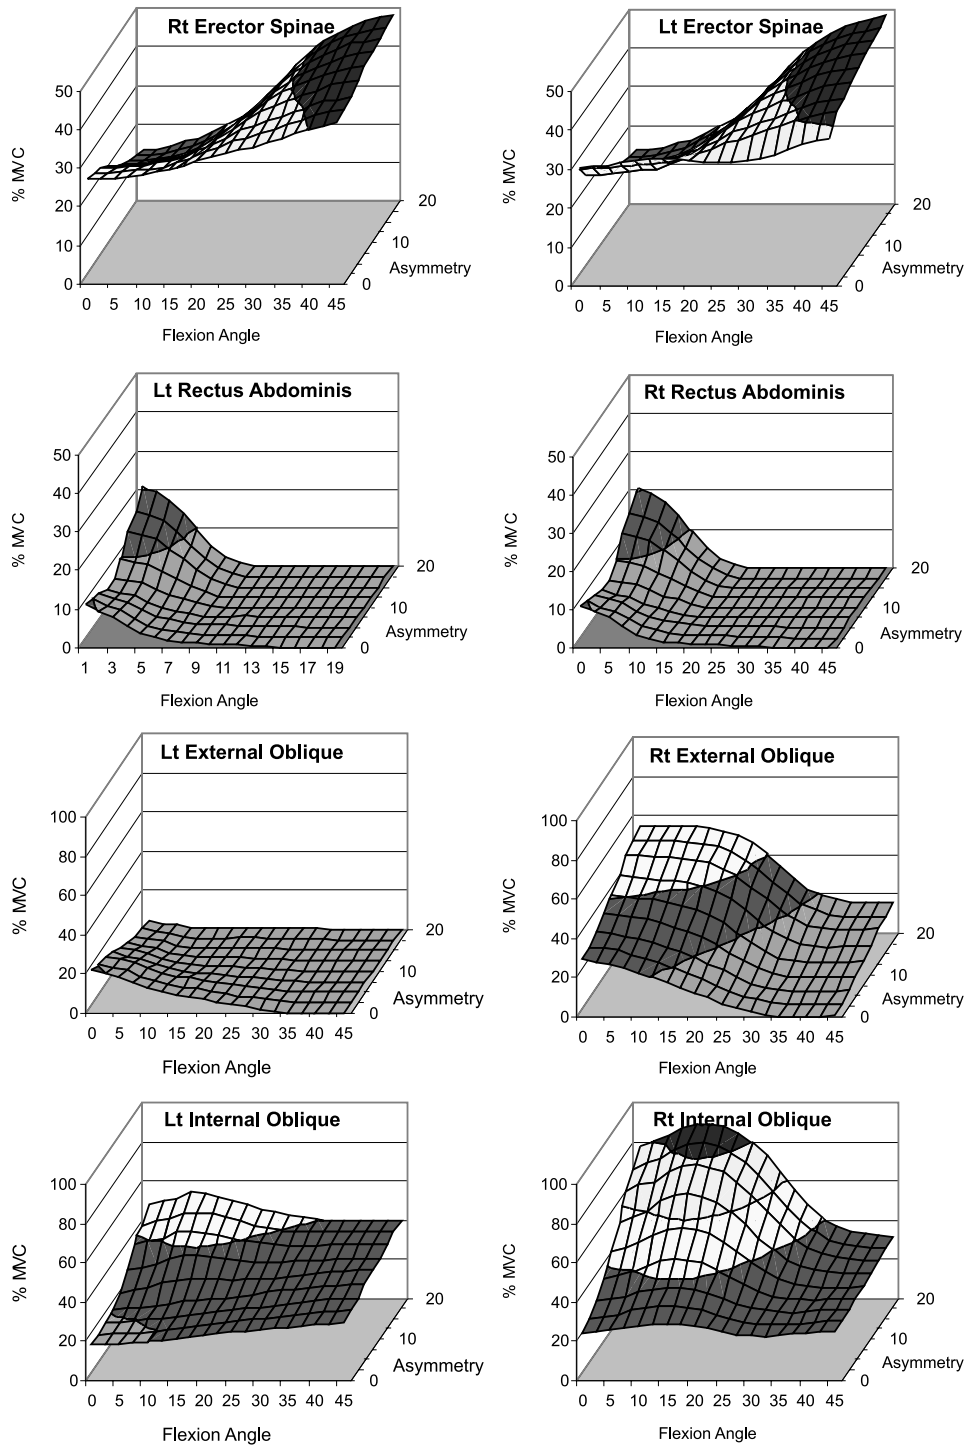 Rt Erector Spinae
50
40
30
20
10
0
% MVC
0 5 10 15 20 25 30 35 40 45
Flexion Angle
0
10
20
Asymmetry
Lt Erector Spinae
50
40
30
20
10
0
% MVC
0 5 10 15 20 25 30 35 40 45
Flexion Angle
0
10
20
Asymmetry
Lt Rectus Abdominis
50
40
30
20
10
0
% MVC
1 3 5 7 9 11 13 15 17 19
Flexion Angle
0
10
20
Asymmetry
Rt Rectus Abdominis
50
40
30
20
10
0
% MVC
0 5 10 15 20 25 30 35 40 45
Flexion Angle
0
10
20
Asymmetry
Lt External Oblique
100
80
60
40
20
0
% MVC
0 5 10 15 20 25 30 35 40 45
Flexion Angle
0
10
20
Asymmetry
Rt External Oblique
100
80
60
40
20
0
% MVC
0 5 10 15 20 25 30 35 40 45
Flexion Angle
0
10
20
Asymmetry
Lt Internal Oblique
100
80
60
40
20
0
% MVC
0 5 10 15 20 25 30 35 40 45
Flexion Angle
0
10
20
Asymmetry
Rt Internal Oblique
100
80
60
40
20
0
% MVC
0 5 10 15 20 25 30 35 40 45
Flexion Angle
0
10
20
Asymmetry